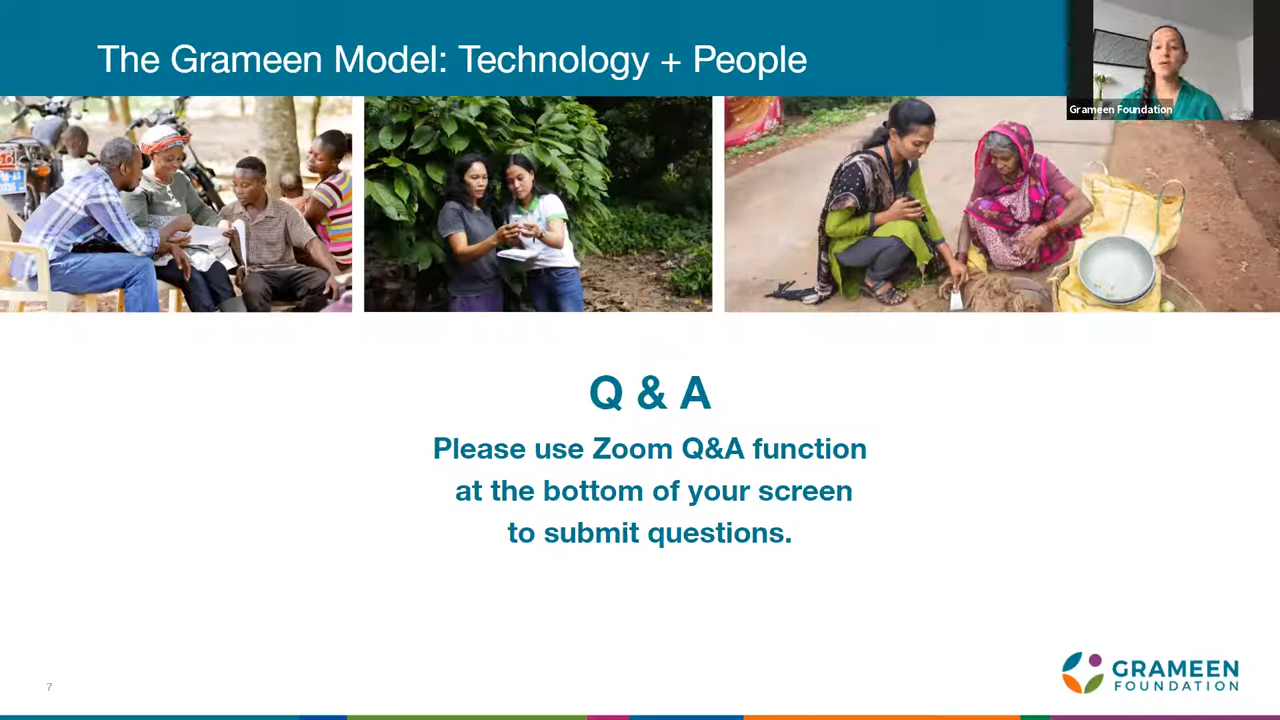 The Grameen Model: Technology + People
Grameen Foundation
Q & A
Please use Zoom Q&A function
at the bottom of your screen
to submit questions.
7
GRAMEEN
FOUNDATION